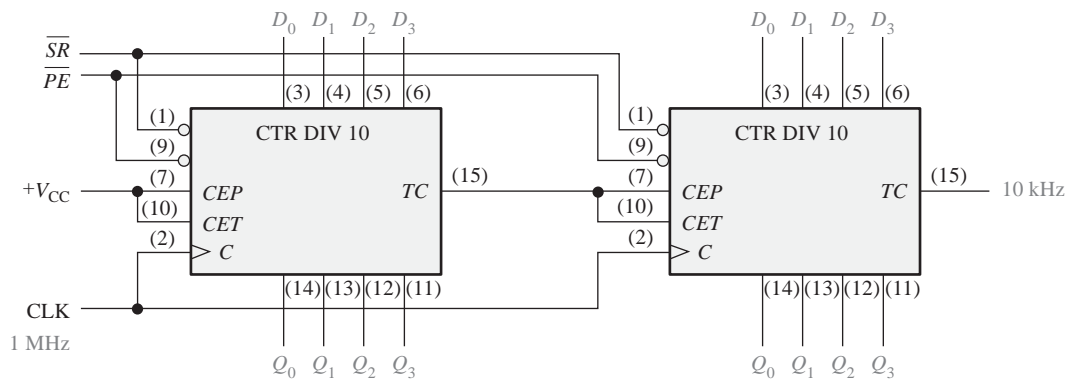 D0 D1 D2 D3 D0 D1 D2 D3
SR
PE
(3) (4) (5) (6) (3) (4) (5) (6)
(1) CTR DIV 10 (1) CTR DIV 10
(9) (9)
+VCC (7) CEP TC (15) (7) CEP TC (15) 10 kHz
(10) CET (10) CET
(2) C (2) C
CLK (14) (13) (12) (11) (14) (13) (12) (11)
1 MHz
Q0 Q1 Q2 Q3 Q0 Q1 Q2 Q3